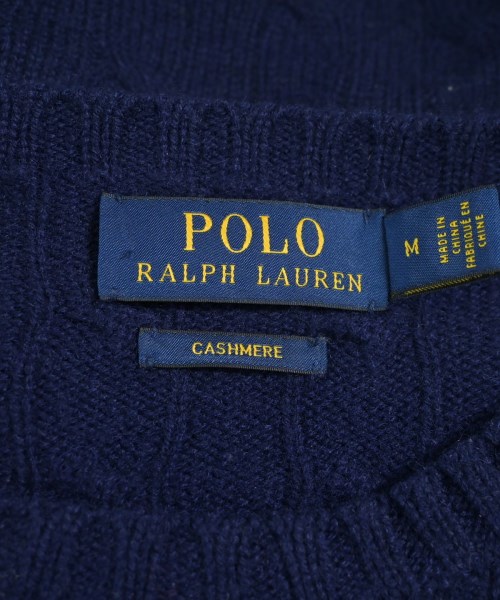 POLO
RALPH LAUREN
M
MADE IN
CHINA
FABRIQUÉ EN
CHINE
CASHMERE